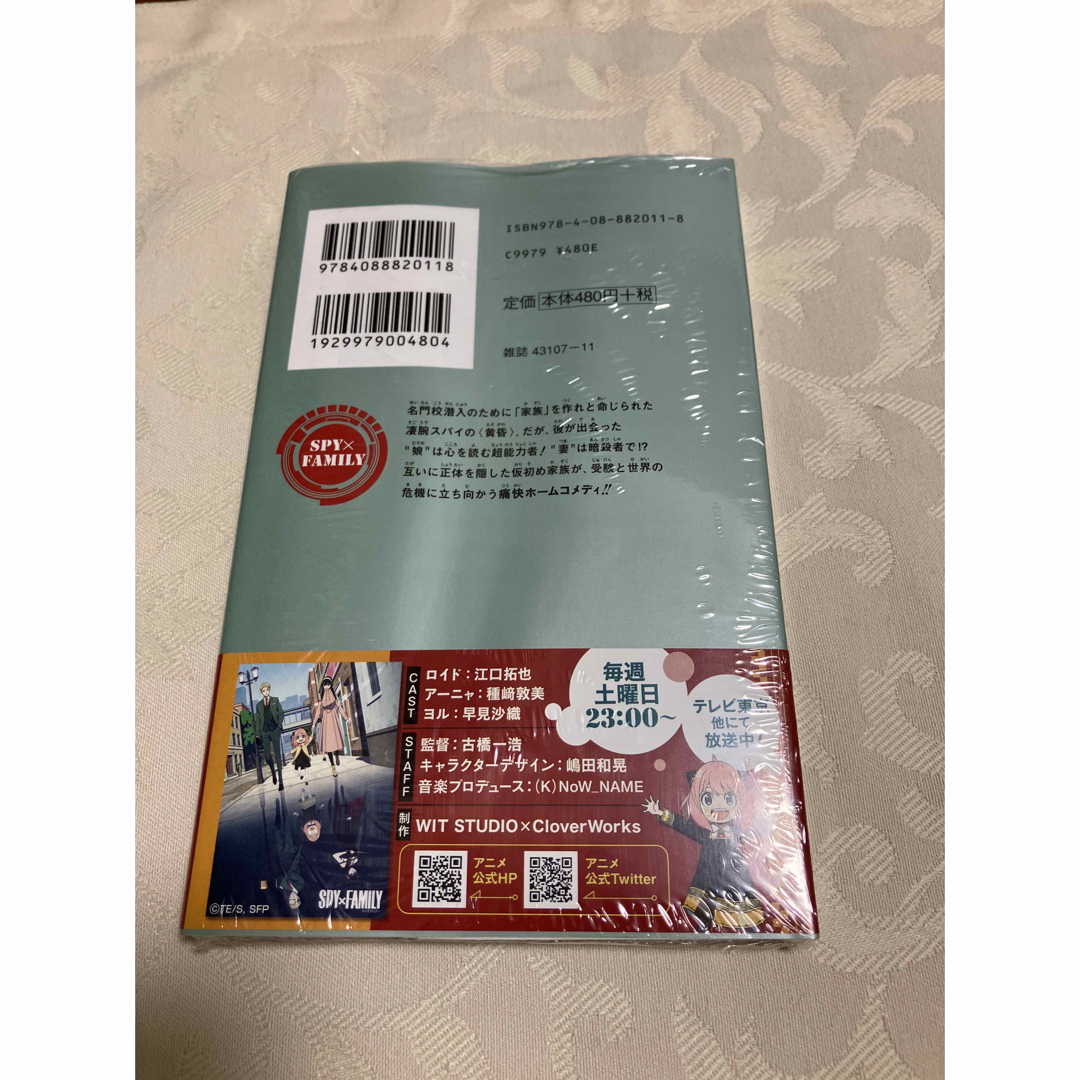 ISBN978-4-08-882011-8
C9979 ¥480E
定価 本体480円+税
雑誌 43107-11
9784088820118
1929979004804
SPY×
FAMILY
名門校潜入のために「家族」を作れと命じられた
凄腕スパイの〈黄昏〉。だが、彼が出会った
"娘"は心を読む超能力者! "妻"は暗殺者で!?
互いに正体を隠した仮初め家族が、受験と世界の
危機に立ち向かう痛快ホームコメディ!!
CAST
ロイド:江口拓也
アーニャ:種﨑敦美
ヨル:早見沙織
STAFF
監督:古橋一浩
キャラクターデザイン:嶋田和晃
音楽プロデュース:(K)NoW_NAME
制作
WIT STUDIO×CloverWorks
アニメ
公式HP
アニメ
公式Twitter
毎週
土曜日
23:00~
テレビ東京
他にて
放送中!
SPY×FAMILY
©TE/S, SFP